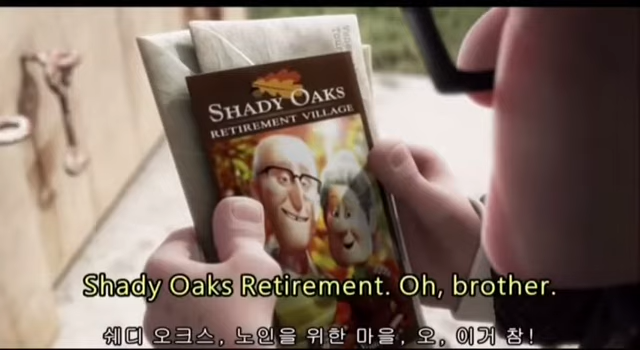 SHADY OAKS
RETIREMENT VILLAGE
Shady Oaks Retirement. Oh, brother.
쉐디 오크스, 노인을 위한 마을, 오, 이거 참!